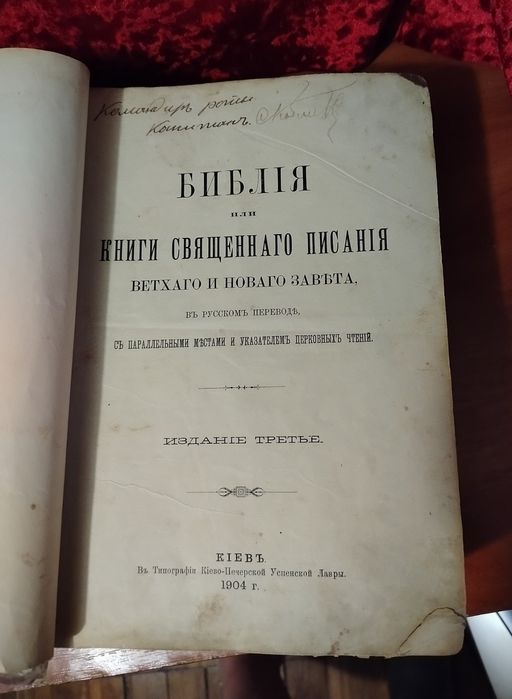 Командиръ роты
Капитанъ.
БИБЛІЯ
ИЛИ
КНИГИ СВЯЩЕННАГО ПИСАНІЯ
ВЕТХАГО И НОВАГО ЗАВѢТА,
ВЪ РУССКОМЪ ПЕРЕВОДѢ,
СЪ ПАРАЛЛЕЛЬНЫМИ МѢСТАМИ И УКАЗАТЕЛЕМЪ ЦЕРКОВНЫХЪ ЧТЕНІЙ.
ИЗДАНІЕ ТРЕТЬЕ.
КІЕВЪ.
Въ Типографіи Кіево-Печерской Успенской Лавры.
1904 г.